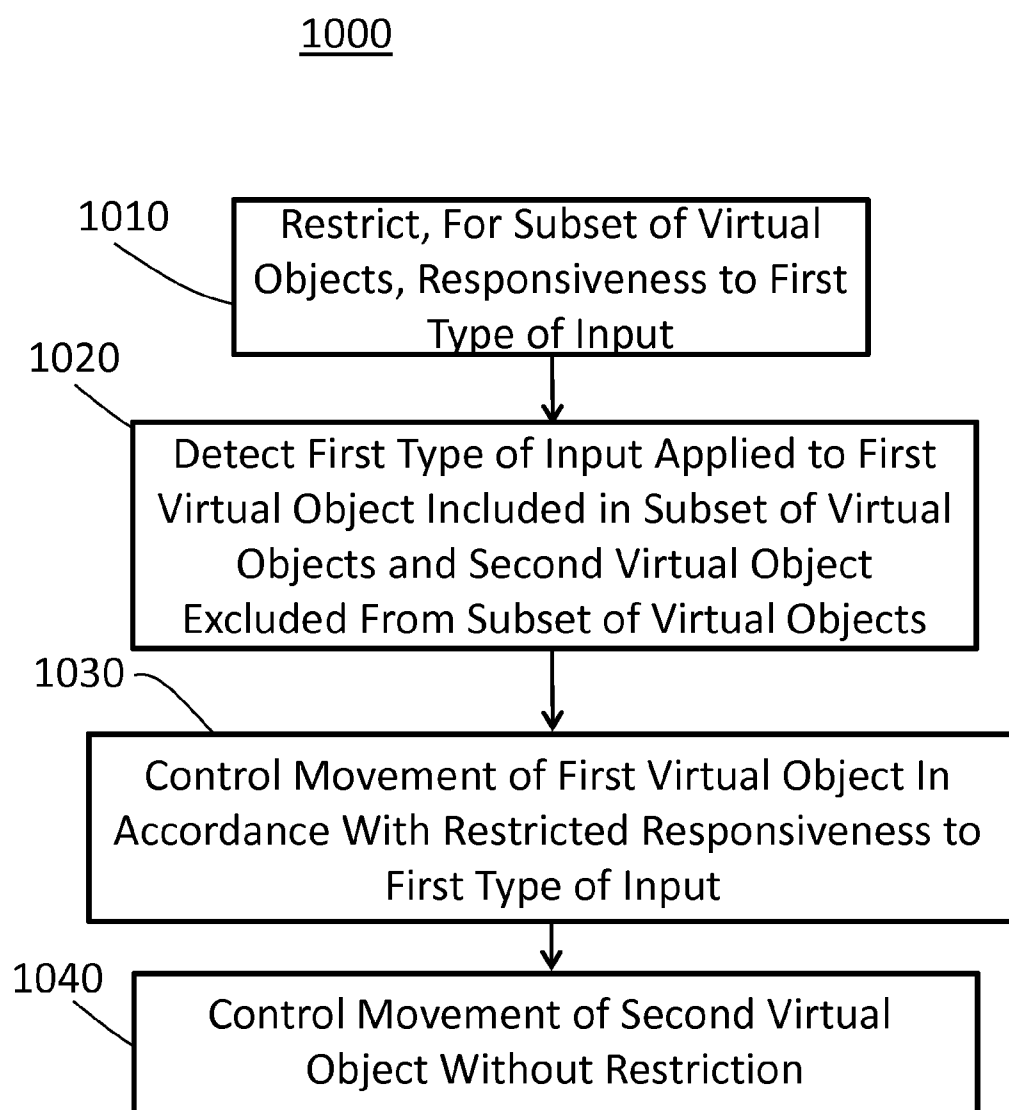 1000
1010
Restrict, For Subset of Virtual
Objects, Responsiveness to First
Type of Input
1020
Detect First Type of Input Applied to First
Virtual Object Included in Subset of Virtual
Objects and Second Virtual Object
Excluded From Subset of Virtual Objects
1030
Control Movement of First Virtual Object In
Accordance With Restricted Responsiveness to
First Type of Input
1040
Control Movement of Second Virtual
Object Without Restriction